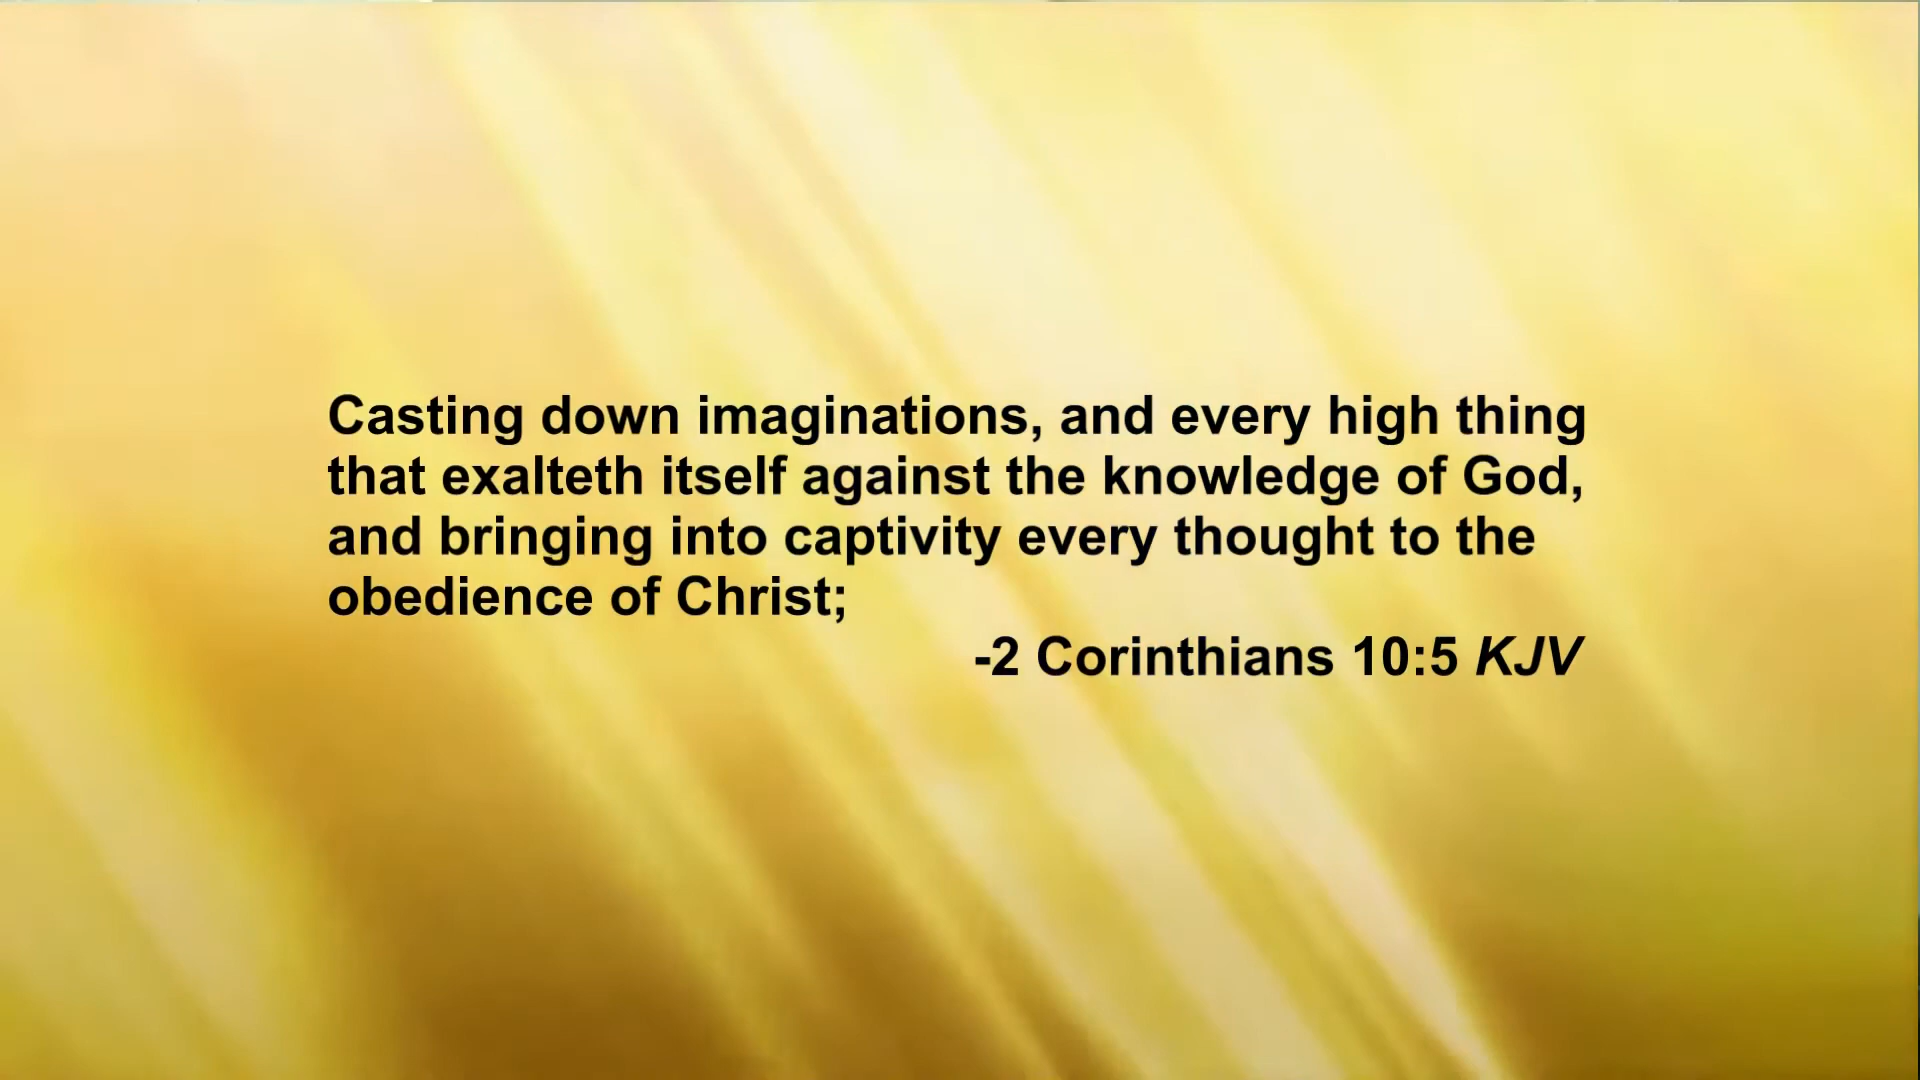 Casting down imaginations, and every high thing
that exalteth itself against the knowledge of God,
and bringing into captivity every thought to the
obedience of Christ;
-2 Corinthians 10:5 KJV